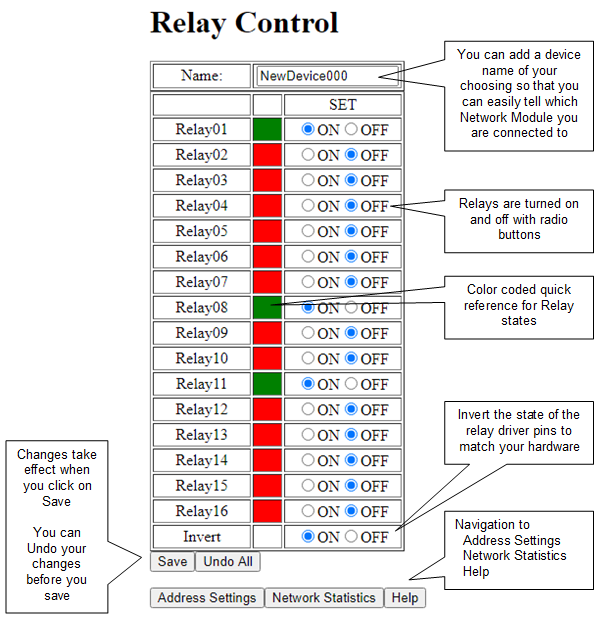 Relay Control
Name: NewDevice000
SET
Relay01 ON OFF
Relay02 ON OFF
Relay03 ON OFF
Relay04 ON OFF
Relay05 ON OFF
Relay06 ON OFF
Relay07 ON OFF
Relay08 ON OFF
Relay09 ON OFF
Relay10 ON OFF
Relay11 ON OFF
Relay12 ON OFF
Relay13 ON OFF
Relay14 ON OFF
Relay15 ON OFF
Relay16 ON OFF
Invert ON OFF
Save Undo All
Address Settings Network Statistics Help
You can add a device
name of your
choosing so that you
can easily tell which
Network Module you
are connected to
Relays are turned on
and off with radio
buttons
Color coded quick
reference for Relay
states
Invert the state of the
relay driver pins to
match your hardware
Navigation to
Address Settings
Network Statistics
Help
Changes take
effect when
you click on
Save
You can
Undo your
changes
before you
save